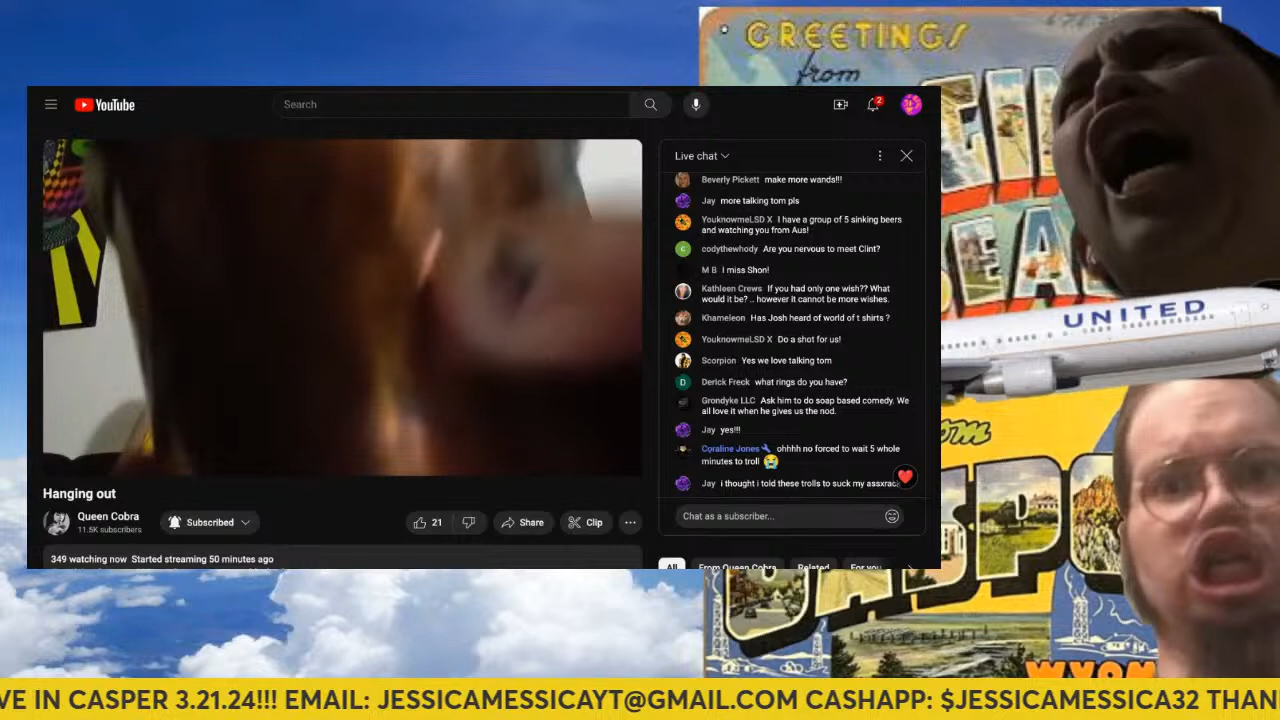 GREETINGS
from
YouTube
Search
2
Live chat
Beverly Pickett make more wands!!!
Jay more talking tom pls
YouknowmeLSD X I have a group of 5 sinking beers
and watching you from Aus!
codythewhody Are you nervous to meet Clint?
M B I miss Shon!
Kathleen Crews If you had only one wish?? What
would it be? .. however it cannot be more wishes.
Khameleon Has Josh heard of world of t shirts ?
YouknowmeLSD X Do a shot for us!
Scorpion Yes we love talking tom
D Derick Freck what rings do you have?
Grondyke LLC Ask him to do soap based comedy. We
all love it when he gives us the nod.
Jay yes!!!
Coraline Jones ohhhh no forced to wait 5 whole
minutes to troll
Jay i thought i told these trolls to suck my assxrac
Chat as a subscriber...
Hanging out
Queen Cobra
11.5K subscribers
Subscribed
21
Share
Clip
349 watching now Started streaming 50 minutes ago
All From Queen Cobra Related For you
UNITED
VE IN CASPER 3.21.24!!! EMAIL: JESSICAMESSICAYT@GMAIL.COM CASHAPP: $JESSICAMESSICA32 THAN